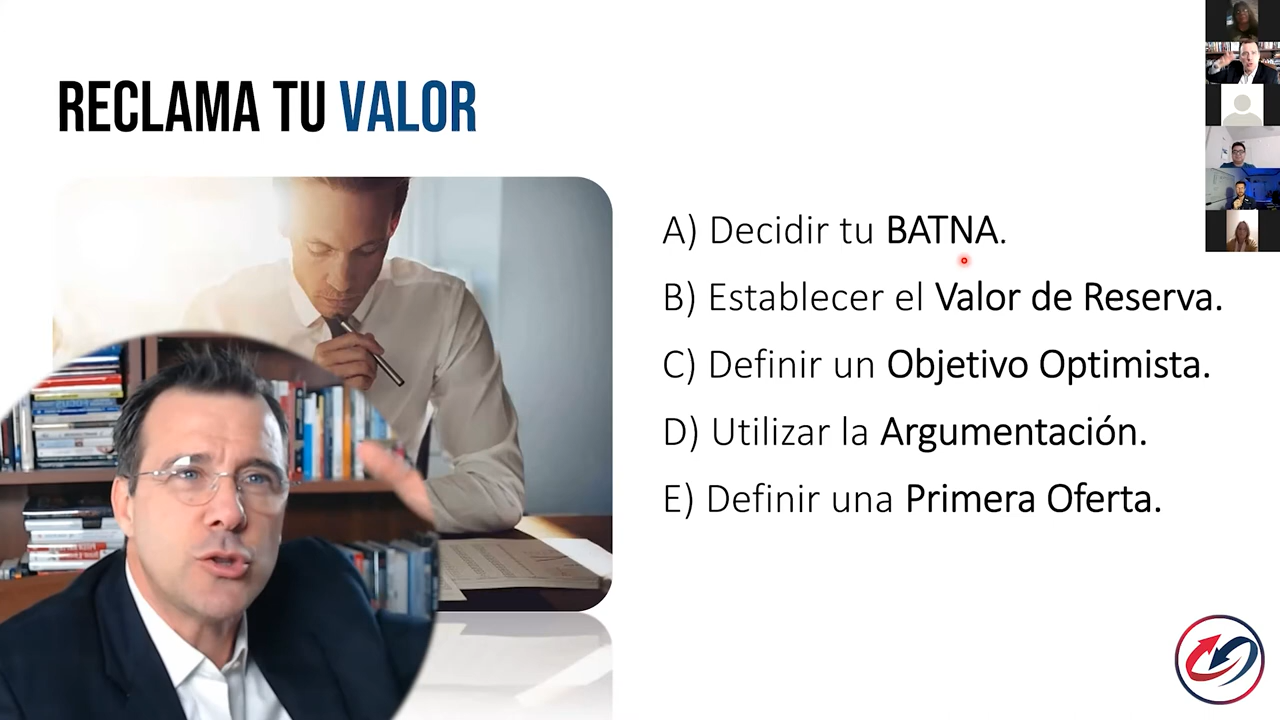 RECLAMA TU VALOR
A) Decidir tu BATNA.
B) Establecer el Valor de Reserva.
C) Definir un Objetivo Optimista.
D) Utilizar la Argumentación.
E) Definir una Primera Oferta.